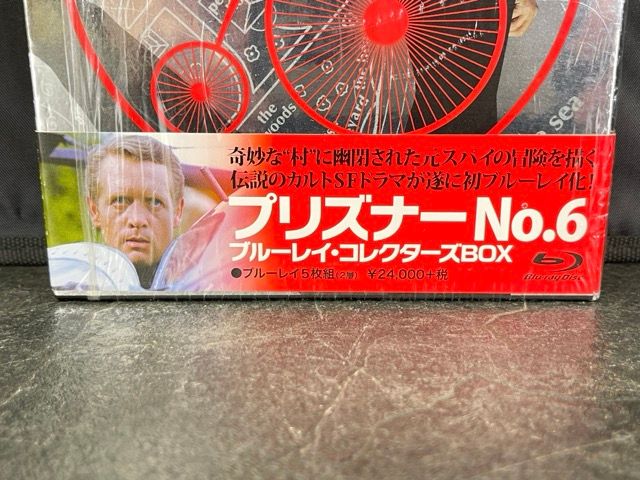 the
woods
sea
奇妙な"村"に幽閉された元スパイの冒険を描く
伝説のカルトSFドラマが遂に初ブルーレイ化!
プリズナーNo.6
ブルーレイ・コレクターズBOX
●ブルーレイ5枚組(2層) ¥24,000+税
Blu-ray Disc